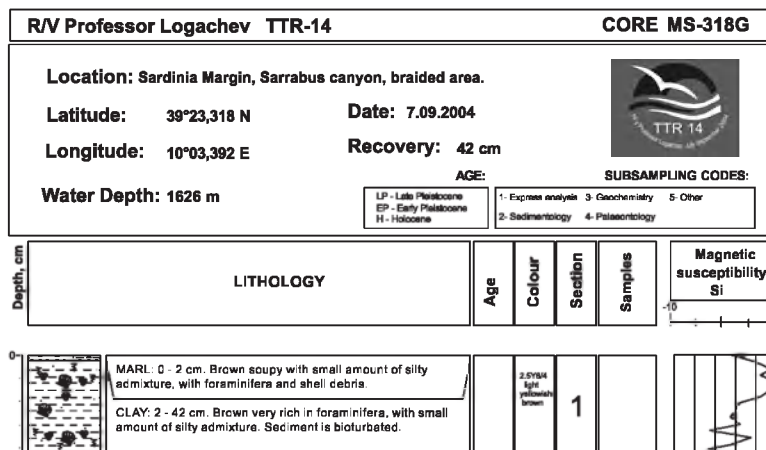 R/V Professor Logachev TTR-14 CORE MS-318G
Location: Sardinia Margin, Sarrabus canyon, braided area.
Latitude: 39°23,318 N Date: 7.09.2004
Longitude: 10°03,392 E Recovery: 42 cm
TTR 14
Water Depth: 1626 m
AGE:
LP - Late Pleistocene
EP - Early Pleistocene
H - Holocene
SUBSAMPLING CODES:
1- Express analysis 3- Geochemistry 5- Other
2- Sedimentology 4- Palaeontology
Depth, cm
LITHOLOGY
Age
Colour
Section
Samples
Magnetic
susceptibility
Si
-10
0
MARL: 0 - 2 cm. Brown soupy with small amount of silty
admixture, with foraminifera and shell debris.
CLAY: 2 - 42 cm. Brown very rich in foraminifera, with small
amount of silty admixture. Sediment is bioturbated.
2.5Y6/4
light
yellowish
brown
1